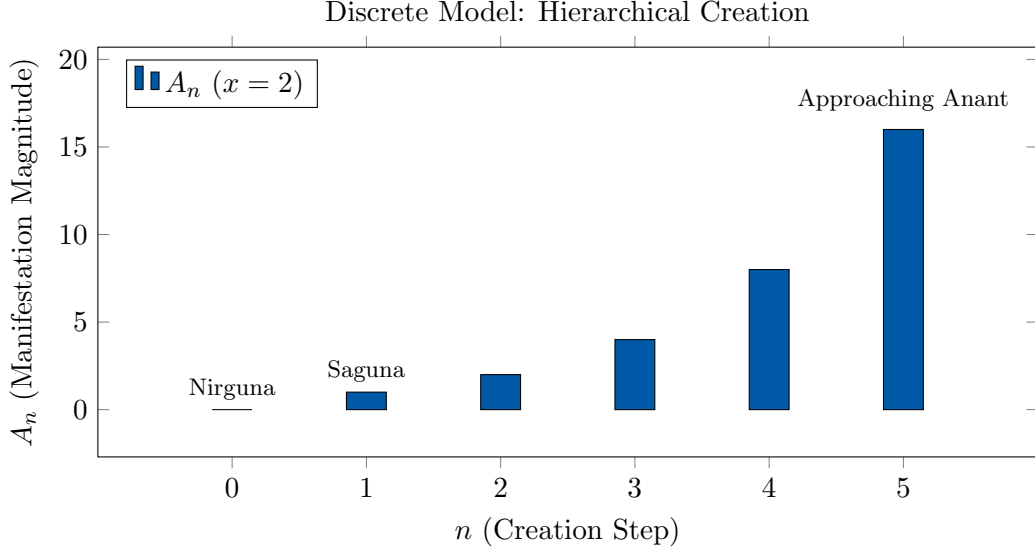 Discrete Model: Hierarchical Creation
A_n (x = 2)
A_n (Manifestation Magnitude)
20
15
10
5
0
Nirguna
Saguna
Approaching Anant
0 1 2 3 4 5
n (Creation Step)